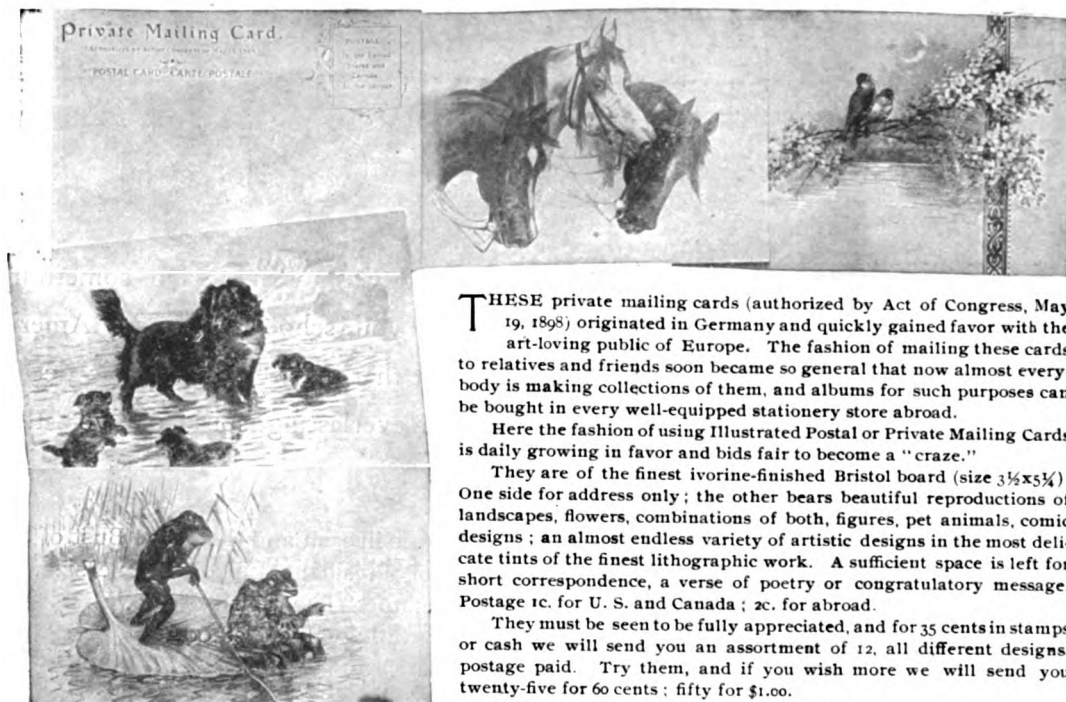 Private Mailing Card.
POSTAL CARD-CARTE POSTALE
POSTAGE
In the United
States and
Canada
THESE private mailing cards (authorized by Act of Congress, May
19, 1898) originated in Germany and quickly gained favor with the
art-loving public of Europe. The fashion of mailing these cards
to relatives and friends soon became so general that now almost every
body is making collections of them, and albums for such purposes can
be bought in every well-equipped stationery store abroad.
Here the fashion of using Illustrated Postal or Private Mailing Cards
is daily growing in favor and bids fair to become a "craze."
They are of the finest ivorine-finished Bristol board (size 3½x5¼)
One side for address only; the other bears beautiful reproductions of
landscapes, flowers, combinations of both, figures, pet animals, comic
designs; an almost endless variety of artistic designs in the most deli-
cate tints of the finest lithographic work. A sufficient space is left for
short correspondence, a verse of poetry or congratulatory message
Postage 1c. for U. S. and Canada; 2c. for abroad.
They must be seen to be fully appreciated, and for 35 cents in stamps
or cash we will send you an assortment of 12, all different designs
postage paid. Try them, and if you wish more we will send you
twenty-five for 60 cents; fifty for $1.00.